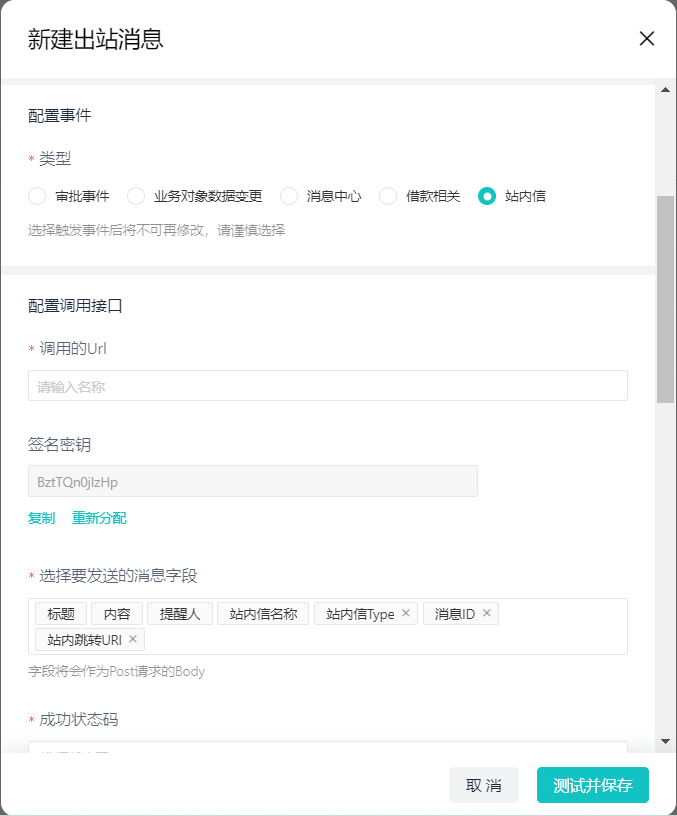 新建出站消息
配置事件
* 类型
审批事件 业务对象数据变更 消息中心 借款相关 站内信
选择触发事件后将不可再修改，请谨慎选择
配置调用接口
* 调用的Url
请输入名称
签名密钥
复制 重新分配
* 选择要发送的消息字段
标题 内容 提醒人 站内信名称 站内信Type × 消息ID ×
站内跳转URI ×
字段将会作为Post请求的Body
* 成功状态码
取 消 测试并保存